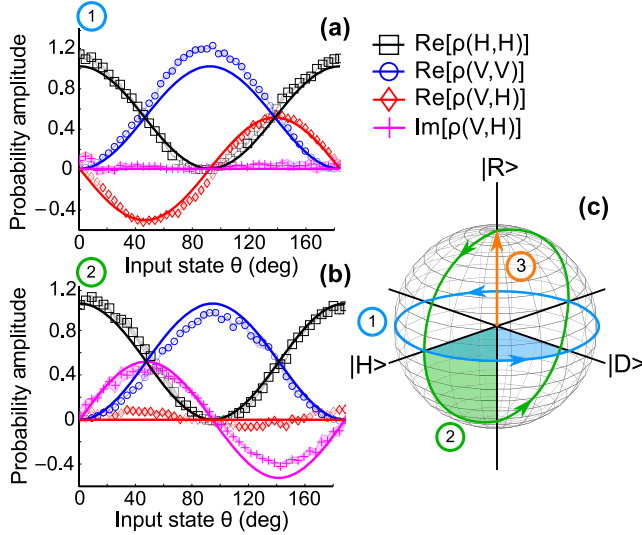 1
(a)
Probability amplitude
1.2
0.8
0.4
0
−0.4
Re[ρ(H,H)]
Re[ρ(V,V)]
Re[ρ(V,H)]
Im[ρ(V,H)]
0 40 80 120 160
Input state θ (deg)
2
(b)
Probability amplitude
1.2
0.8
0.4
0
−0.4
0 40 80 120 160
Input state θ (deg)
|R>
(c)
3
1
|H>
|D>
2